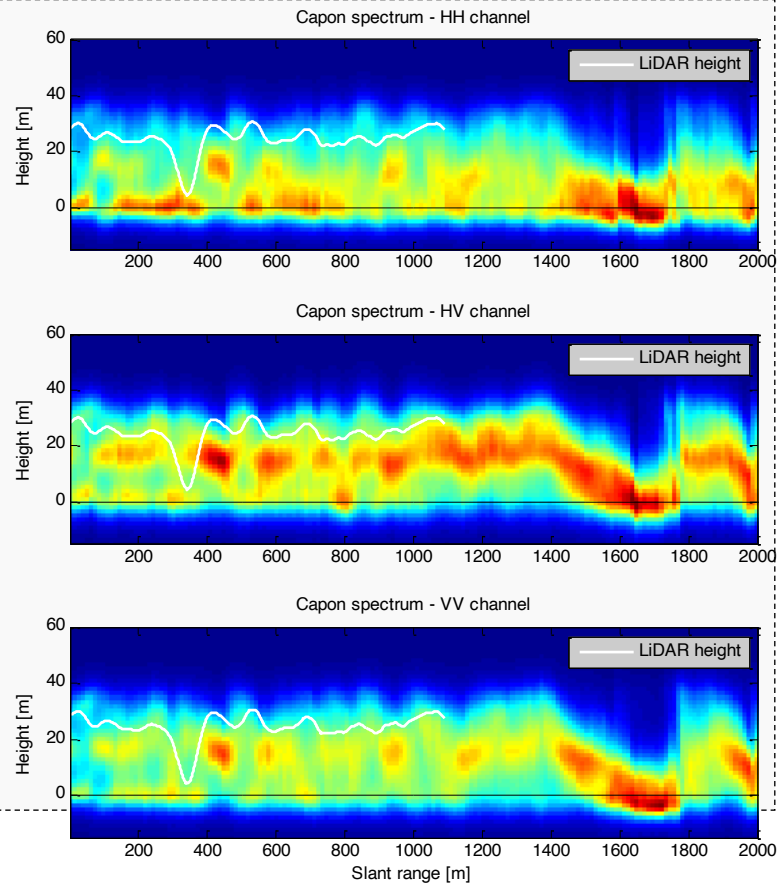 Capon spectrum - HH channel
60
40
20
0
Height [m]
LiDAR height
200 400 600 800 1000 1200 1400 1600 1800 2000
Capon spectrum - HV channel
60
40
20
0
Height [m]
LiDAR height
200 400 600 800 1000 1200 1400 1600 1800 2000
Capon spectrum - VV channel
60
40
20
0
Height [m]
LiDAR height
200 400 600 800 1000 1200 1400 1600 1800 2000
Slant range [m]